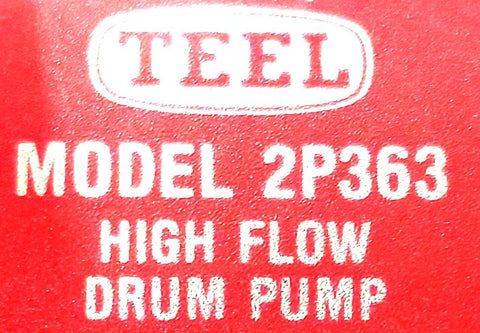 TEEL
MODEL 2P363
HIGH FLOW
DRUM PUMP